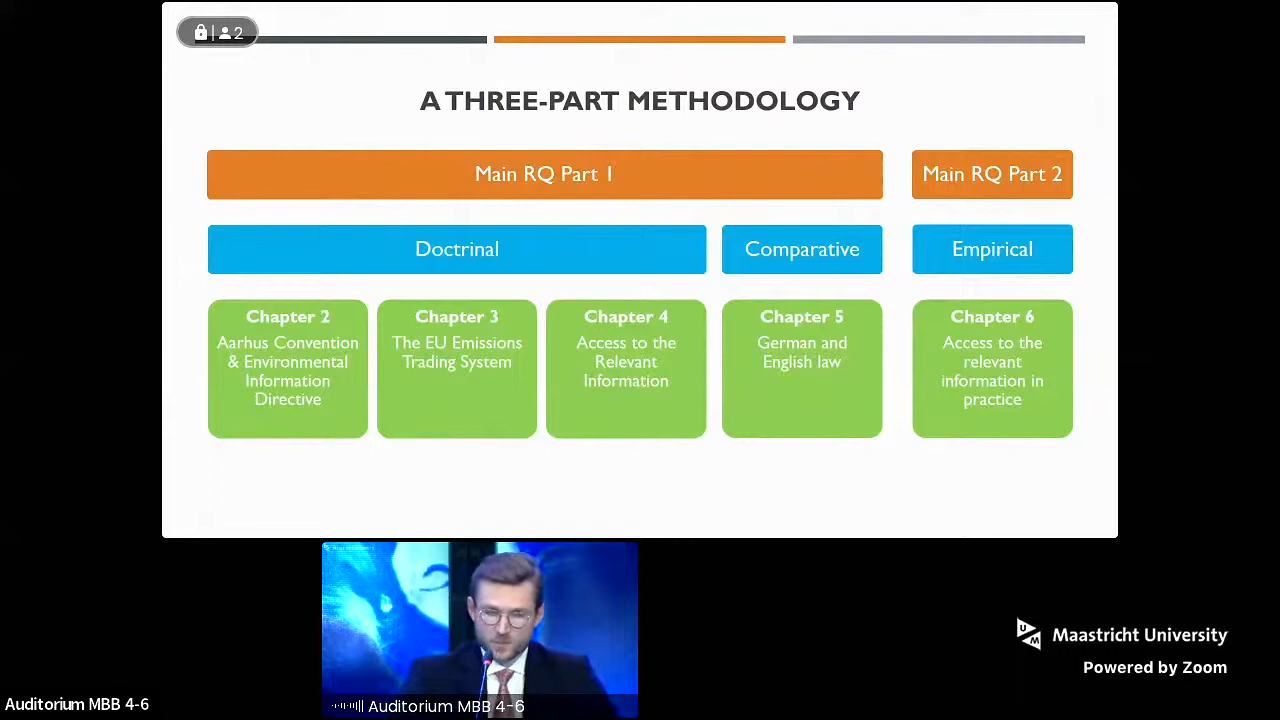 2
A THREE-PART METHODOLOGY
Main RQ Part 1
Main RQ Part 2
Doctrinal
Comparative
Empirical
Chapter 2
Aarhus Convention
& Environmental
Information
Directive
Chapter 3
The EU Emissions
Trading System
Chapter 4
Access to the
Relevant
Information
Chapter 5
German and
English law
Chapter 6
Access to the
relevant
information in
practice
UM
Maastricht University
Powered by Zoom
Auditorium MBB 4-6
Auditorium MBB 4-6